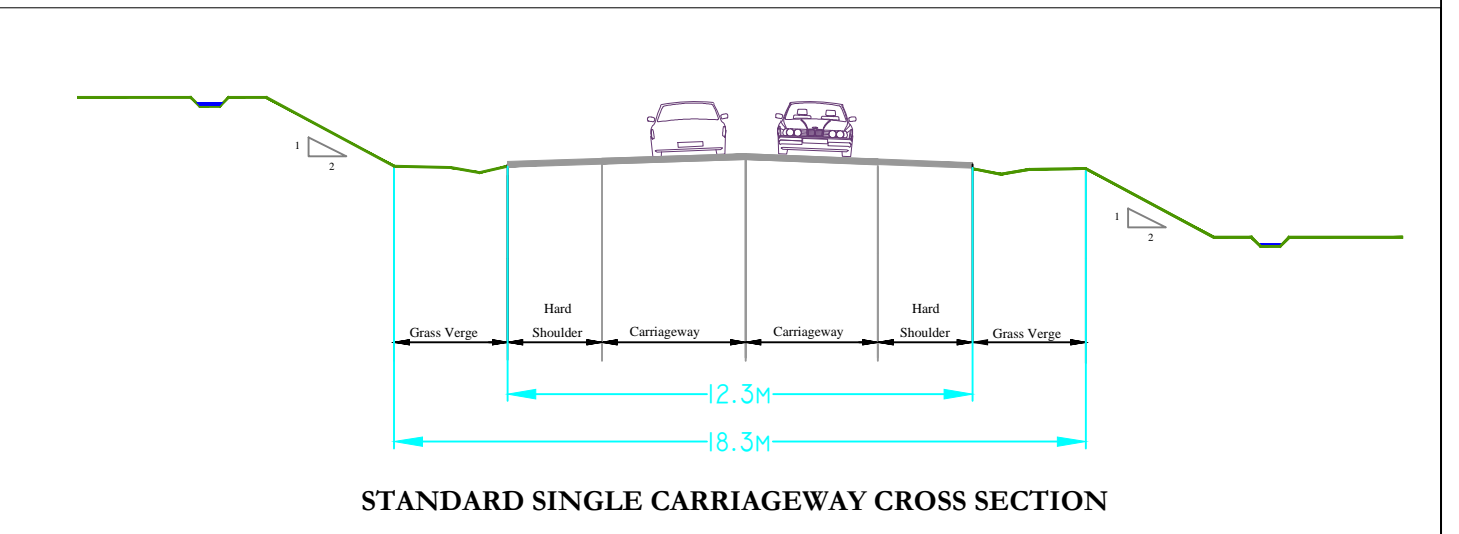 1
2
1
2
Hard
Hard
Grass Verge
Shoulder
Carriageway
Carriageway
Shoulder
Grass Verge
12.3M
18.3M
STANDARD SINGLE CARRIAGEWAY CROSS SECTION